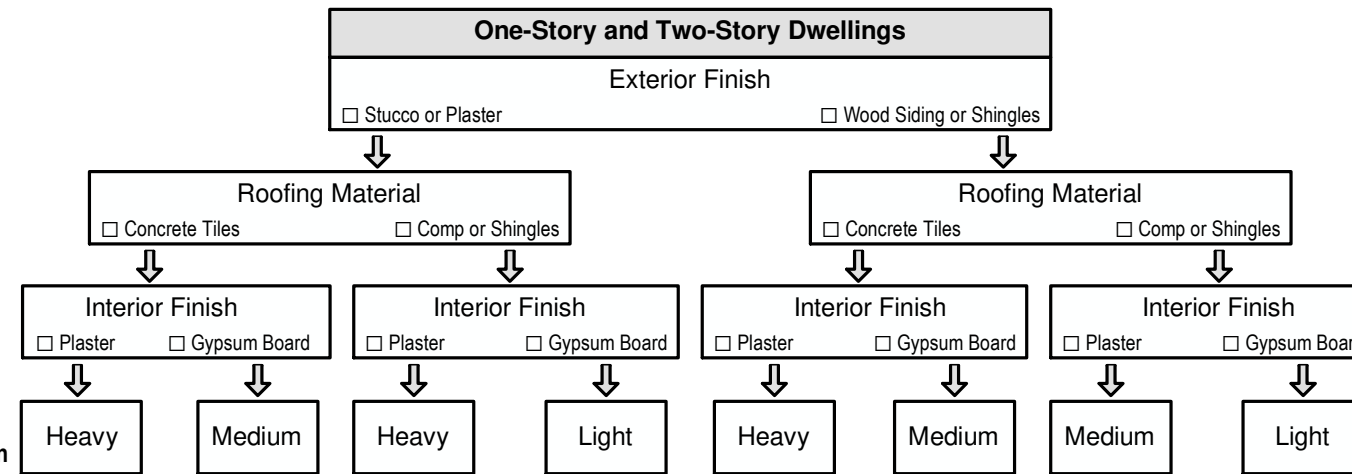 One-Story and Two-Story Dwellings
Exterior Finish
☐ Stucco or Plaster ☐ Wood Siding or Shingles
Roofing Material Roofing Material
☐ Concrete Tiles ☐ Comp or Shingles ☐ Concrete Tiles ☐ Comp or Shingles
Interior Finish Interior Finish Interior Finish Interior Finish
☐ Plaster ☐ Gypsum Board ☐ Plaster ☐ Gypsum Board ☐ Plaster ☐ Gypsum Board ☐ Plaster ☐ Gypsum Boar
Heavy Medium Heavy Light Heavy Medium Medium Light